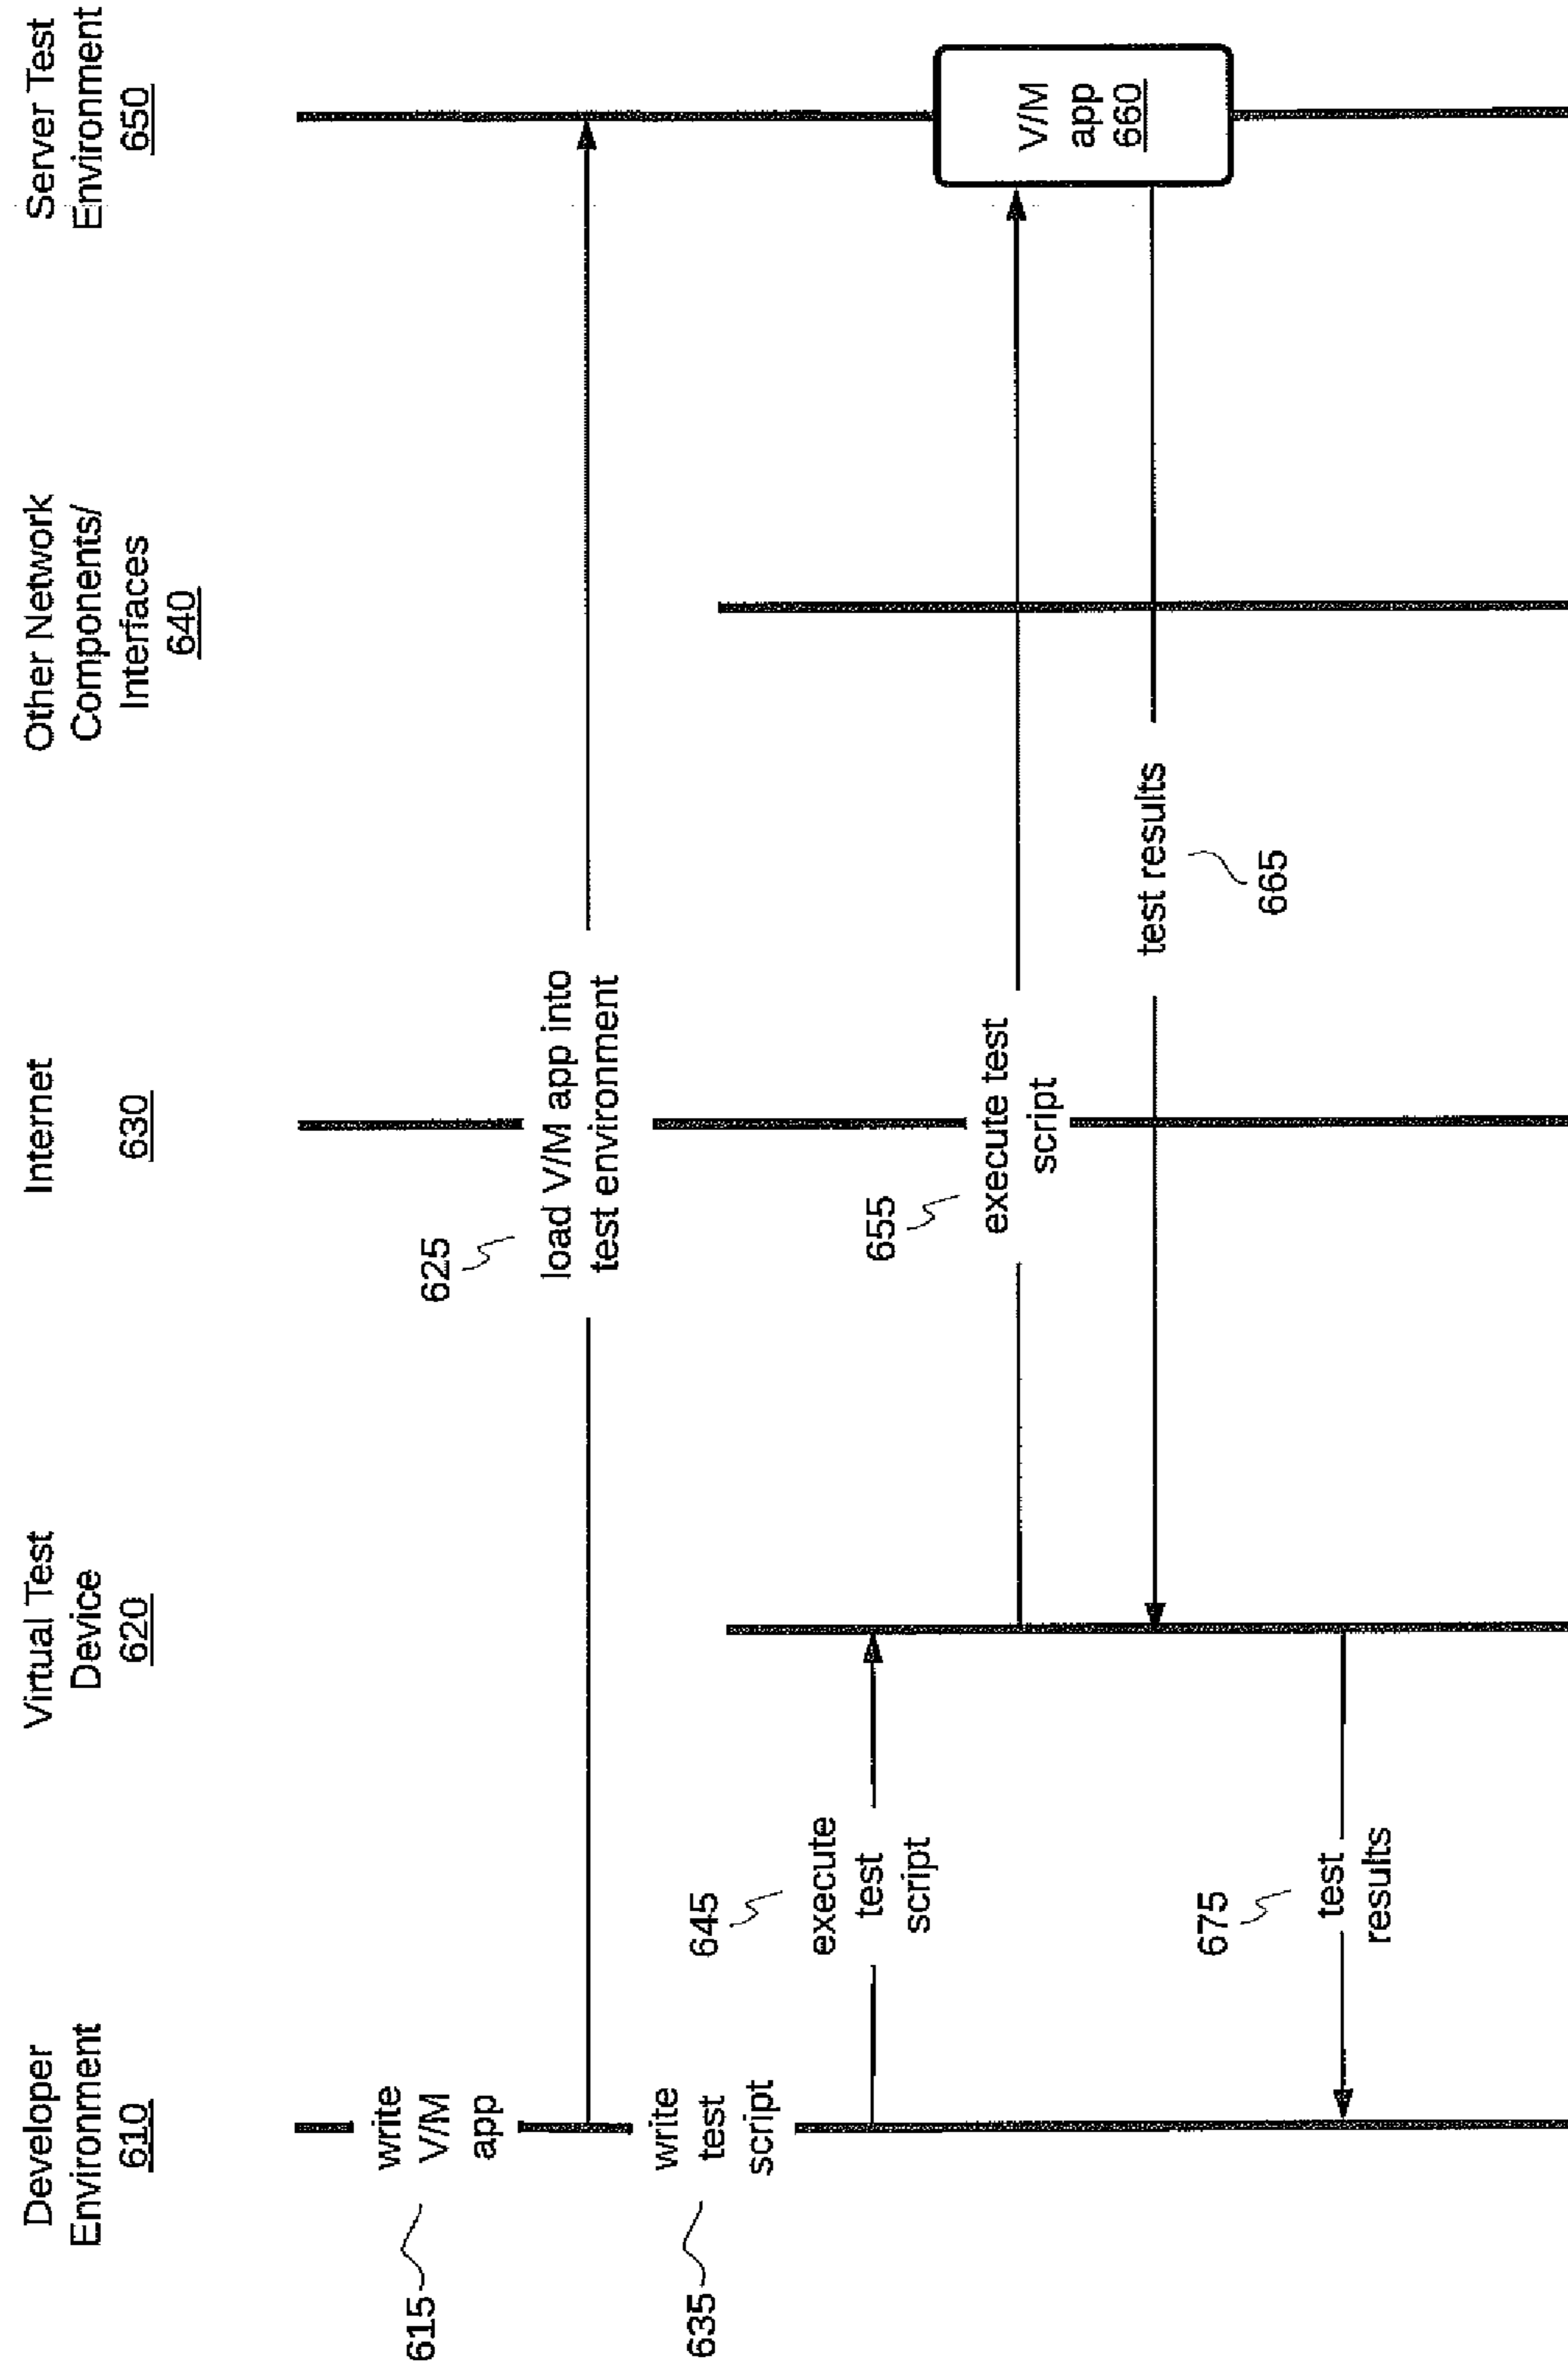 Developer
Environment
610
Virtual Test
Device
620
Internet
630
Other Network
Components/
Interfaces
640
Server Test
Environment
650
615
write
V/M
app
625
load V/M app into
test environment
635
write
test
script
645
execute
test
script
655
execute test
script
V/M
app
660
test results
665
675
test
results